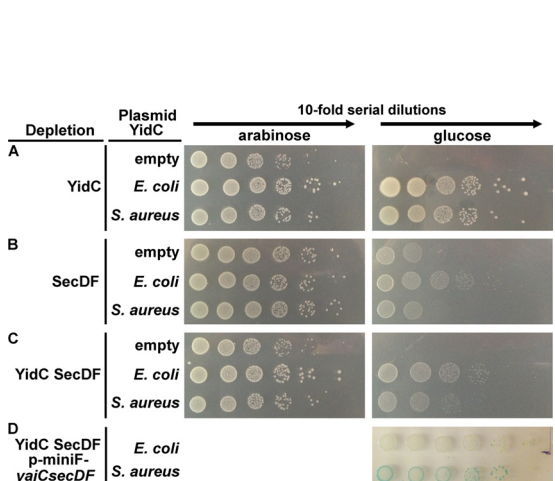 10-fold serial dilutions
Depletion
Plasmid
YidC
arabinose
glucose
A
YidC
empty
E. coli
S. aureus
B
SecDF
empty
E. coli
S. aureus
C
YidC SecDF
empty
E. coli
S. aureus
D
YidC SecDF
p-miniF-
yajCsecDF
E. coli
S. aureus